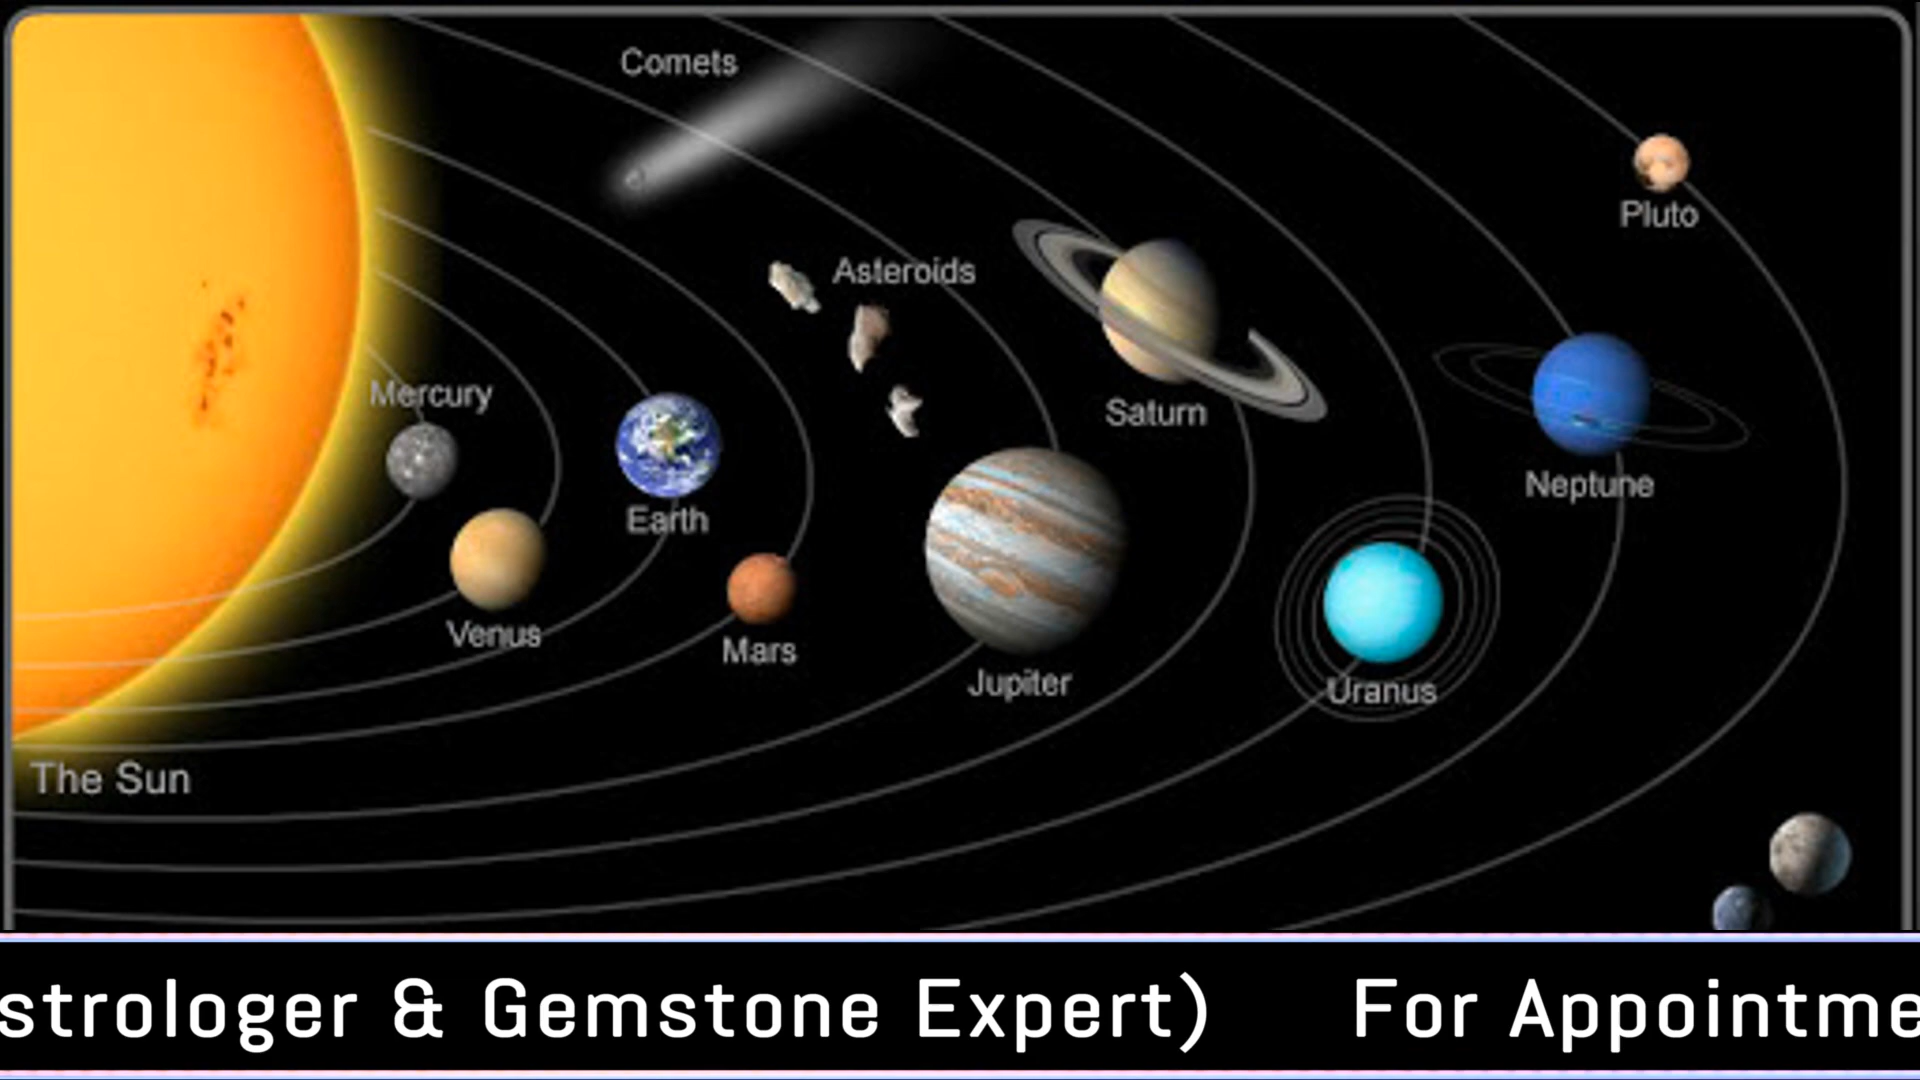 Comets
Pluto
Asteroids
Mercury
Saturn
Neptune
Earth
Venus
Mars
Jupiter
Uranus
The Sun
strologer & Gemstone Expert) For Appointme